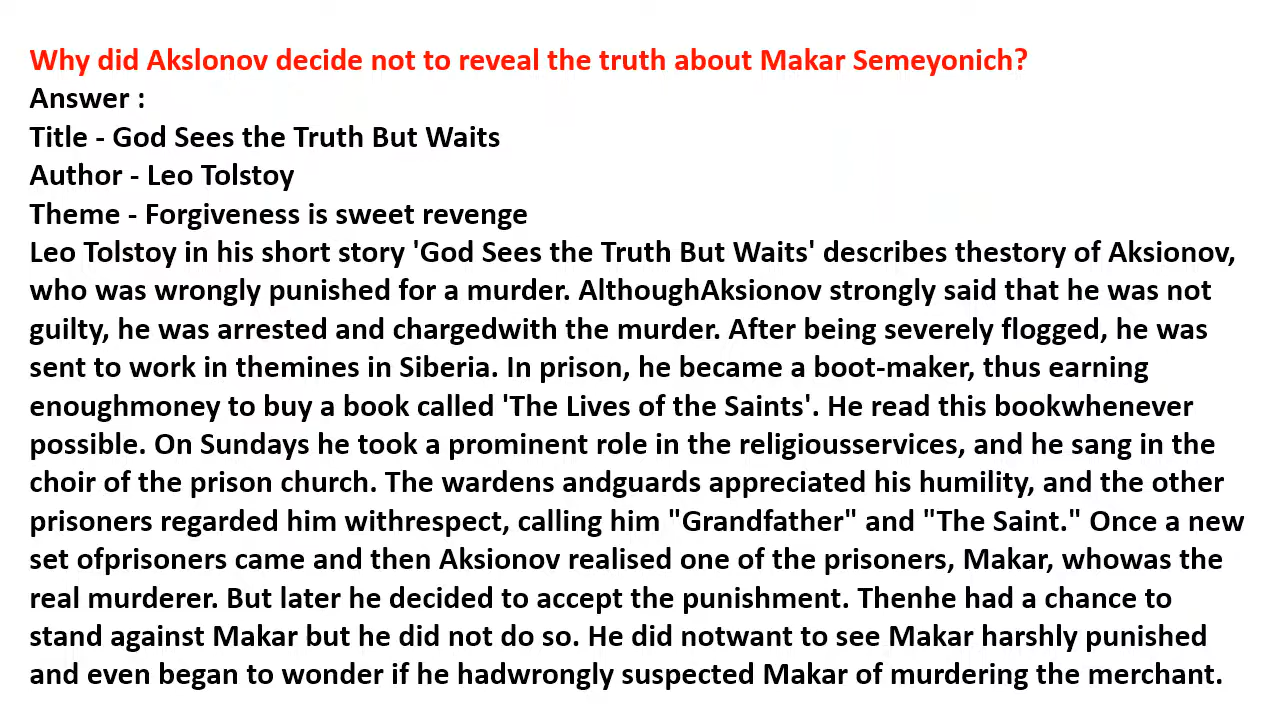 Why did Akslonov decide not to reveal the truth about Makar Semeyonich?
Answer :
Title - God Sees the Truth But Waits
Author - Leo Tolstoy
Theme - Forgiveness is sweet revenge
Leo Tolstoy in his short story 'God Sees the Truth But Waits' describes thestory of Aksionov,
who was wrongly punished for a murder. AlthoughAksionov strongly said that he was not
guilty, he was arrested and chargedwith the murder. After being severely flogged, he was
sent to work in themines in Siberia. In prison, he became a boot-maker, thus earning
enoughmoney to buy a book called 'The Lives of the Saints'. He read this bookwhenever
possible. On Sundays he took a prominent role in the religiousservices, and he sang in the
choir of the prison church. The wardens andguards appreciated his humility, and the other
prisoners regarded him withrespect, calling him "Grandfather" and "The Saint." Once a new
set ofprisoners came and then Aksionov realised one of the prisoners, Makar, whowas the
real murderer. But later he decided to accept the punishment. Thenhe had a chance to
stand against Makar but he did not do so. He did notwant to see Makar harshly punished
and even began to wonder if he hadwrongly suspected Makar of murdering the merchant.